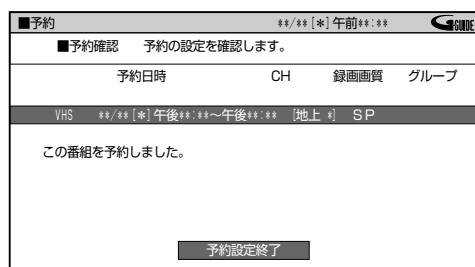 ■予約 **/**[*]午前**:** GGUIDE
■予約確認 予約の設定を確認します。
予約日時 CH 録画画質 グループ
VHS **/**[*]午後**:**～午後**:** [地上 *] SP
この番組を予約しました。
予約設定終了